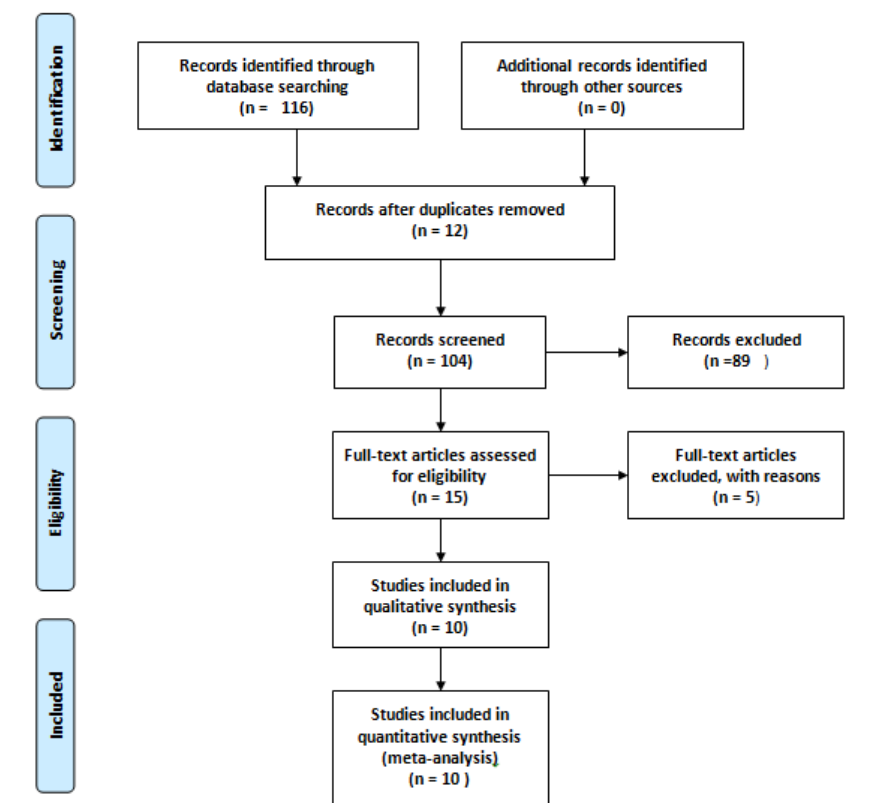 Identification
Records identified through
database searching
(n =   116)
Additional records identified
through other sources
(n = 0)
Records after duplicates removed
(n = 12)
Screening
Records screened
(n = 104)
Records excluded
(n =89   )
Eligibility
Full-text articles assessed
for eligibility
(n = 15)
Full-text articles
excluded, with reasons
(n = 5)
Studies included in
qualitative synthesis
(n = 10)
Included
Studies included in
quantitative synthesis
(meta-analysis)
(n = 10 )